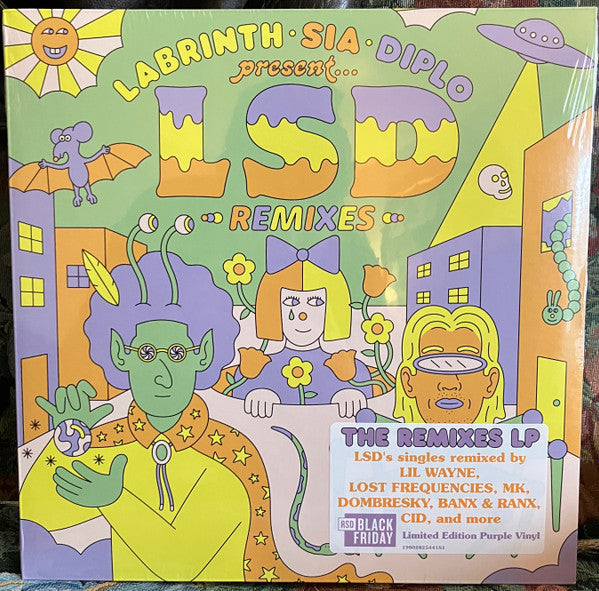 LABRINTH · SIA · DIPLO
present...
LSD
REMIXES
THE REMIXES LP
LSD's singles remixed by
LIL WAYNE,
LOST FREQUENCIES, MK,
DOMBRESKY, BANX & RANX,
CID, and more
RSD BLACK FRIDAY
Limited Edition Purple Vinyl